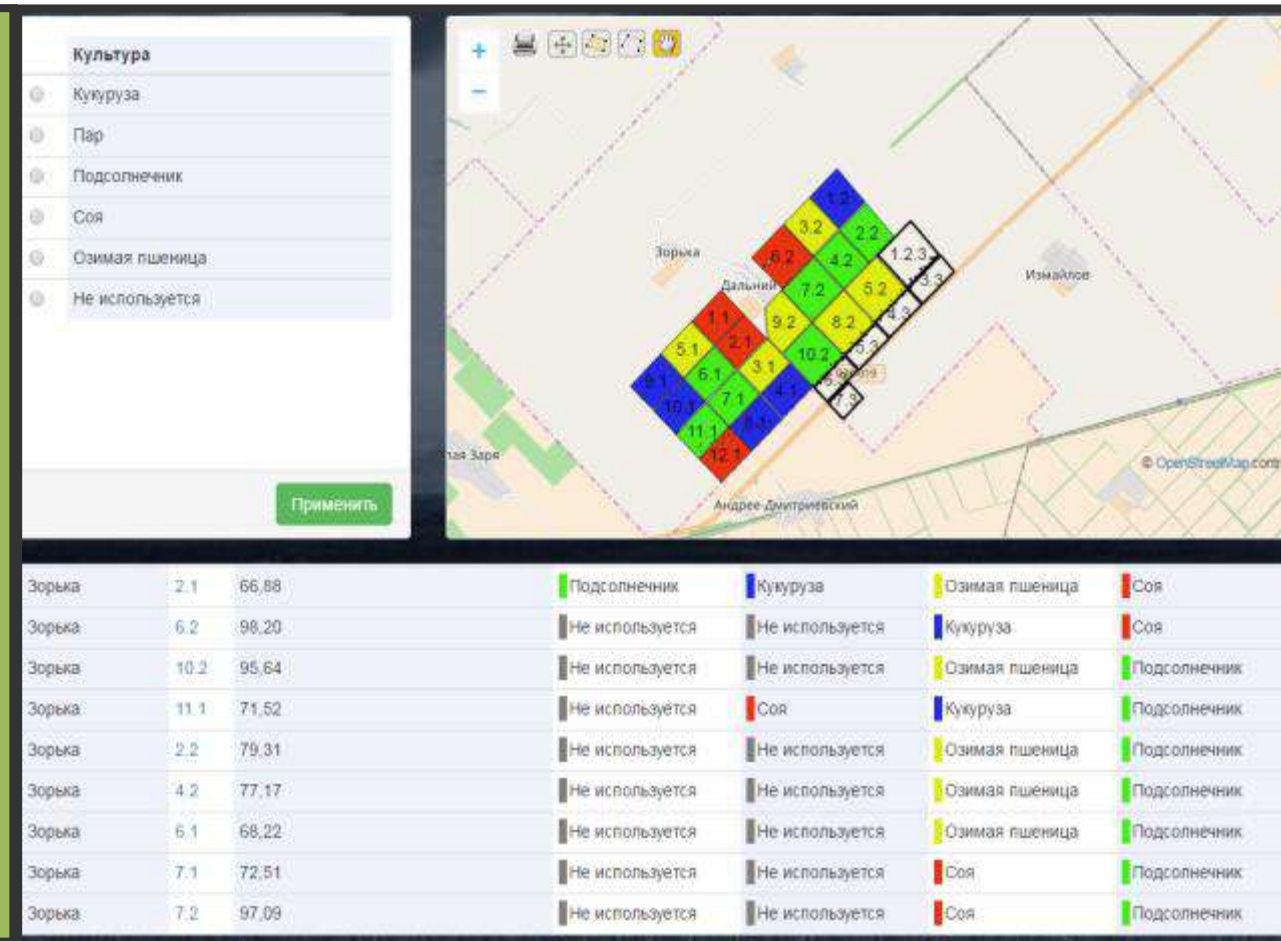 Культура
Кукуруза
Пар
Подсолнечник
Соя
Озимая пшеница
Не используется
Применить
+
−
1.2
3.2
2.2
6.2
4.2
1.2.3
Зорька
Измайлов
3.3
Дальний
7.2
5.2
4.3
1.1
9.2
8.2
2.1
5.3
5.1
10.2
3.1
6.1
9.1
4.1
7.1
7.3
10.1
11.1
12.1
лая Заря
© OpenStreetMap cont
Андрее-Дмитриевский
Зорька 2.1 66,88 Подсолнечник Кукуруза Озимая пшеница Соя
Зорька 6.2 98,20 Не используется Не используется Кукуруза Соя
Зорька 10.2 95,64 Не используется Не используется Озимая пшеница Подсолнечник
Зорька 11.1 71,52 Не используется Соя Кукуруза Подсолнечник
Зорька 2.2 79,31 Не используется Не используется Озимая пшеница Подсолнечник
Зорька 4.2 77,17 Не используется Не используется Озимая пшеница Подсолнечник
Зорька 6.1 68,22 Не используется Не используется Озимая пшеница Подсолнечник
Зорька 7.1 72,51 Не используется Не используется Соя Подсолнечник
Зорька 7.2 97,09 Не используется Не используется Соя Подсолнечник